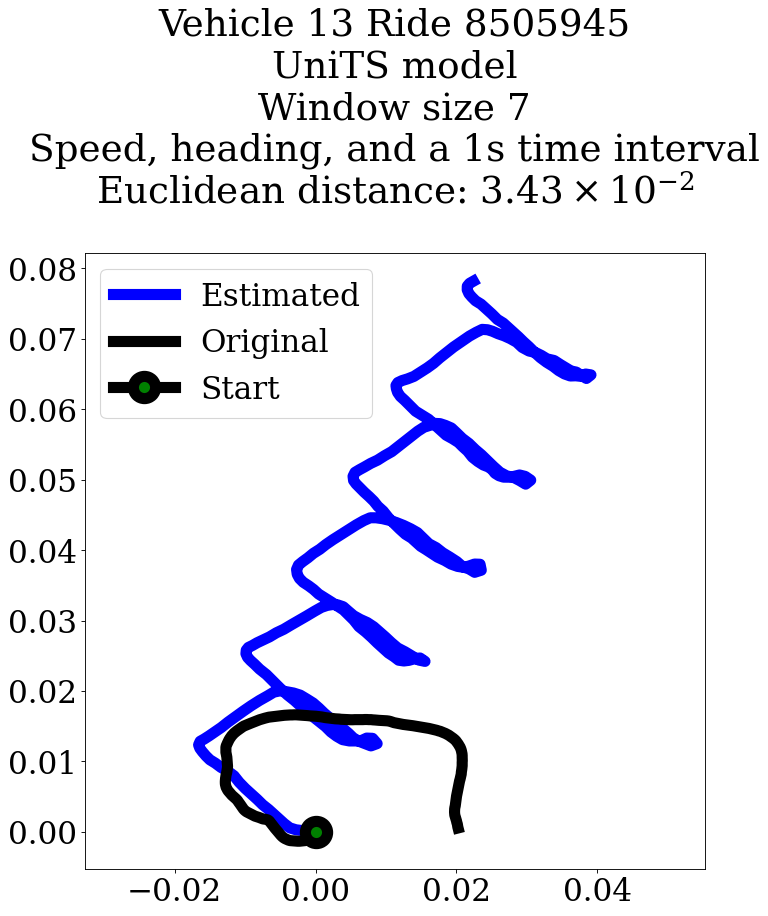 Vehicle 13 Ride 8505945
UniTS model
Window size 7
Speed, heading, and a 1s time interval
Euclidean distance: 3.43 × 10⁻²
0.08
0.07
0.06
0.05
0.04
0.03
0.02
0.01
0.00
Estimated
Original
Start
−0.02 0.00 0.02 0.04